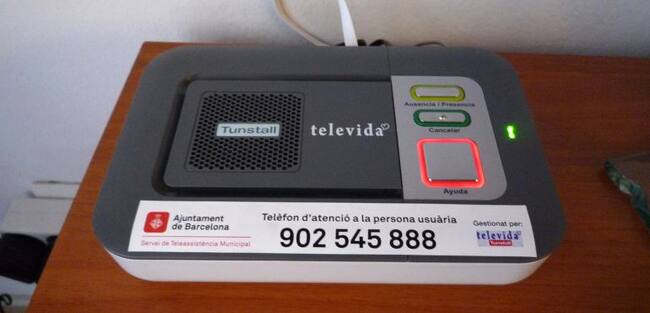 Tunstall
televida
Ausencia / Presencia
Cancelar
Ayuda
Ajuntament
de Barcelona
Servei de Teleassistència Municipal
Telèfon d'atenció a la persona usuària
902 545 888
Gestionat per:
televida
Tunstall